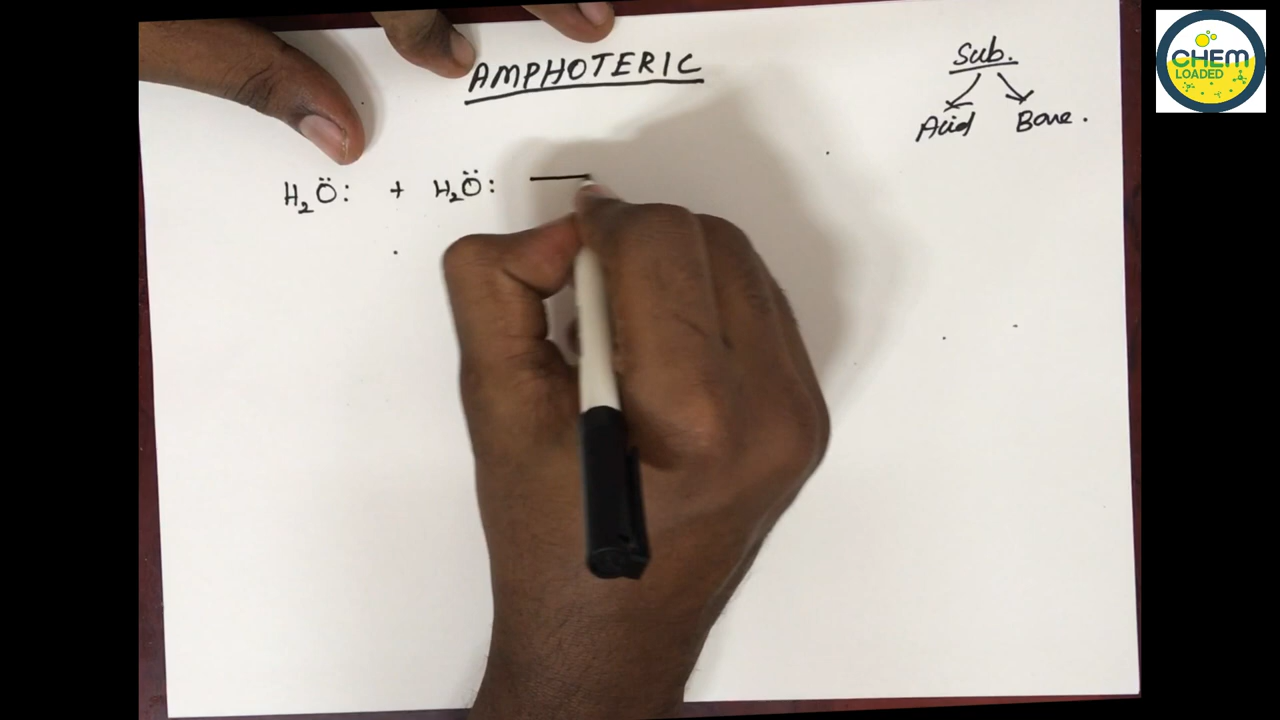 AMPHOTERIC
Sub.
Acid Base.
H₂Ö: + H₂Ö:
CHEM
LOADED